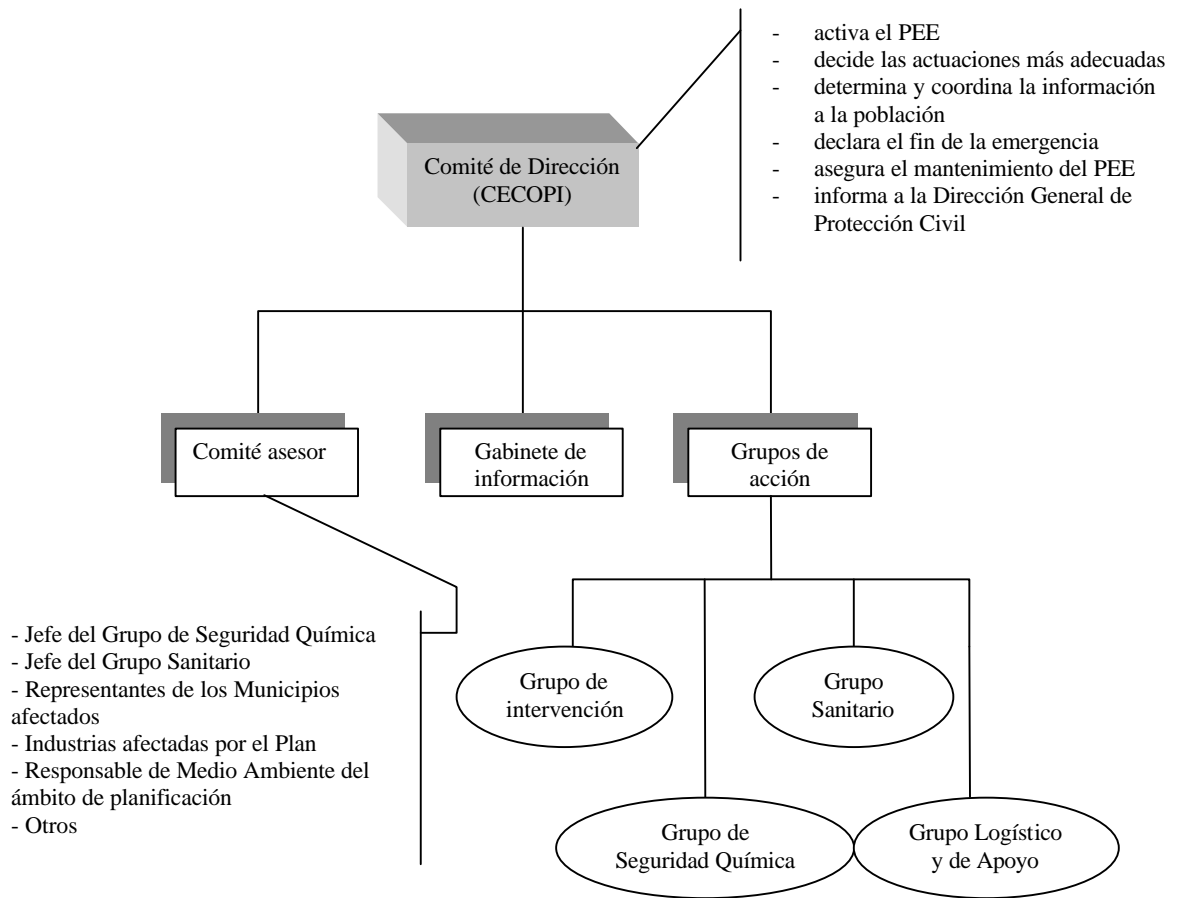 - activa el PEE
- decide las actuaciones más adecuadas
- determina y coordina la información
a la población
- declara el fin de la emergencia
- asegura el mantenimiento del PEE
- informa a la Dirección General de
Protección Civil
Comité de Dirección
(CECOPI)
Comité asesor
Gabinete de
información
Grupos de
acción
- Jefe del Grupo de Seguridad Química
- Jefe del Grupo Sanitario
- Representantes de los Municipios
afectados
- Industrias afectadas por el Plan
- Responsable de Medio Ambiente del
ámbito de planificación
- Otros
Grupo de
intervención
Grupo
Sanitario
Grupo de
Seguridad Química
Grupo Logístico
y de Apoyo